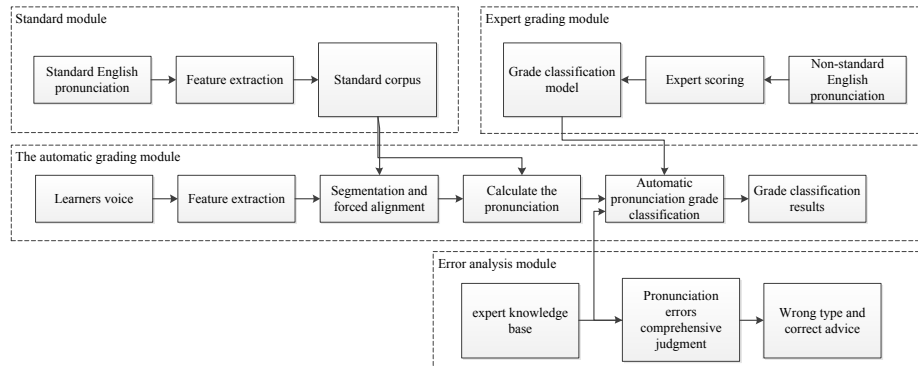 Standard module
Standard English
pronunciation
Feature extraction
Standard corpus
Expert grading module
Grade classification
model
Expert scoring
Non-standard
English
pronunciation
The automatic grading module
Learners voice
Feature extraction
Segmentation and
forced alignment
Calculate the
pronunciation
Automatic
pronunciation grade
classification
Grade classification
results
Error analysis module
expert knowledge
base
Pronunciation
errors
comprehensive
judgment
Wrong type and
correct advice